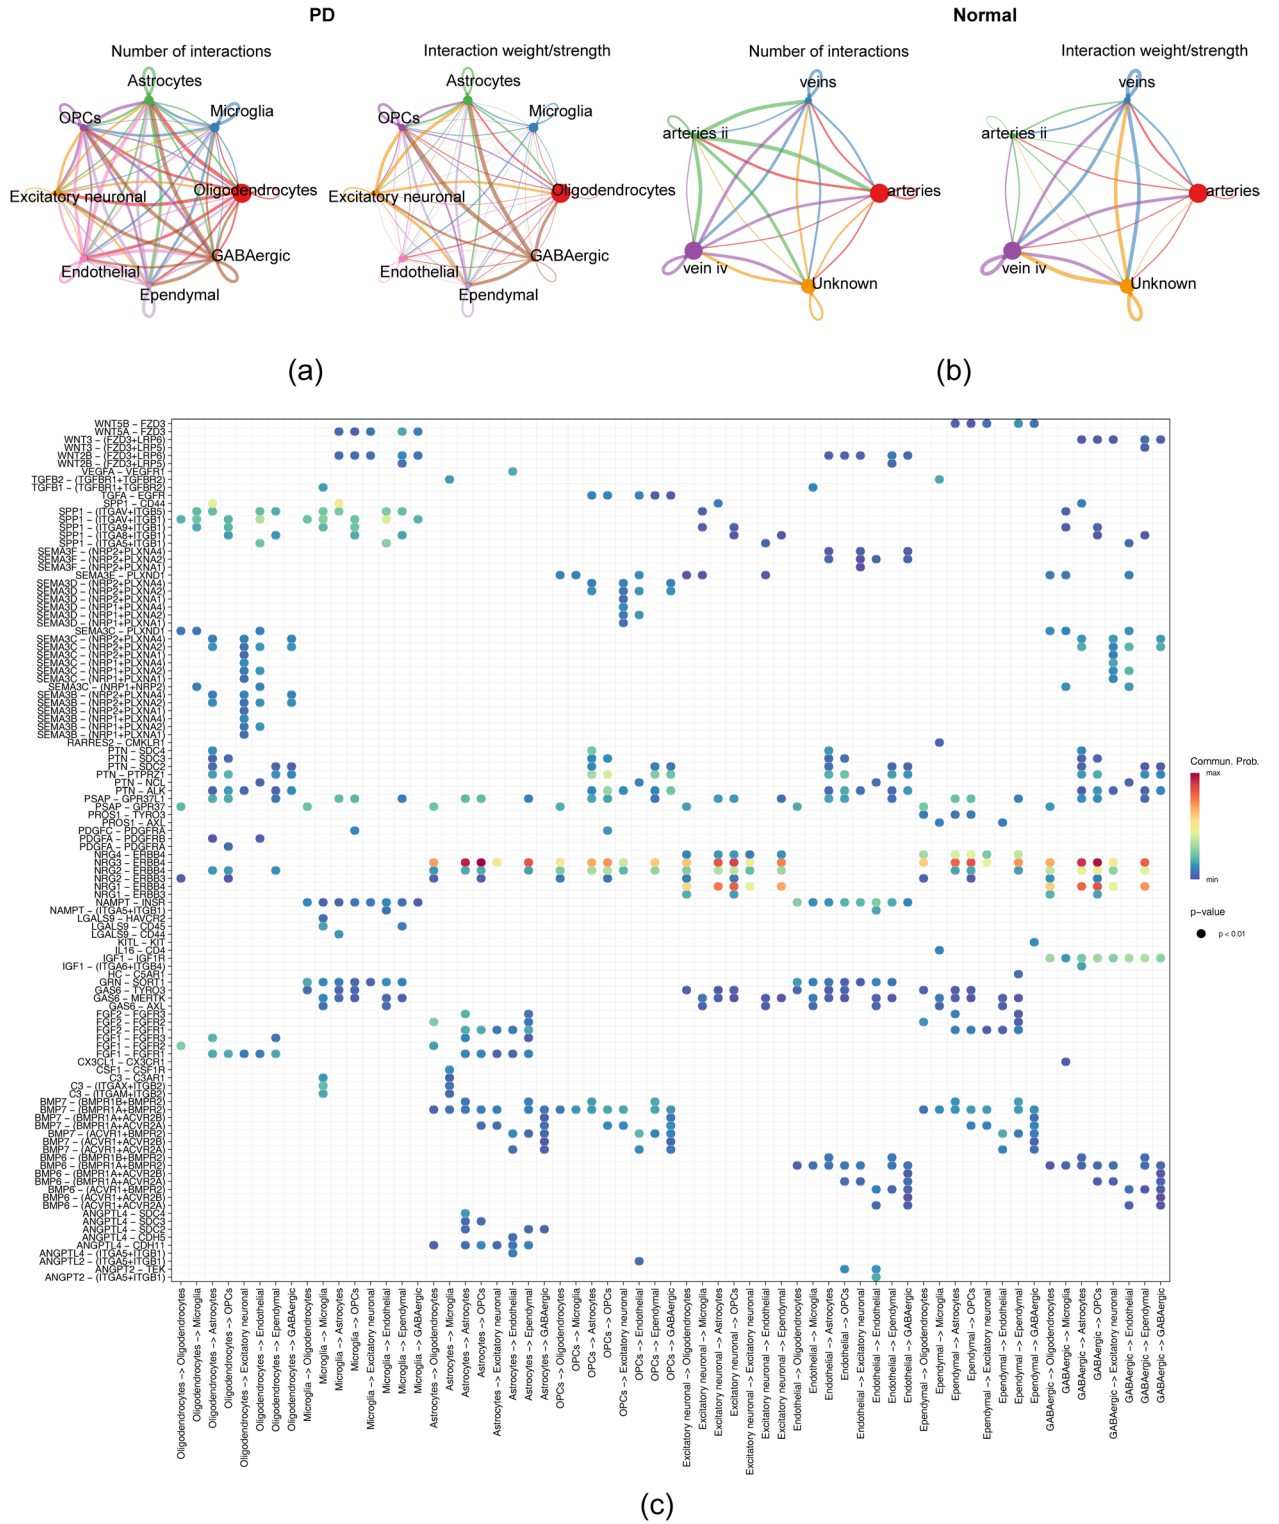 PD
Normal
Number of interactions
Interaction weight/strength
Number of interactions
Interaction weight/strength
Astrocytes
Microglia
OPCs
Oligodendrocytes
Excitatory neuronal
GABAergic
Endothelial
Ependymal
Astrocytes
Microglia
OPCs
Oligodendrocytes
Excitatory neuronal
GABAergic
Endothelial
Ependymal
veins
arteries ii
arteries
vein iv
Unknown
veins
arteries ii
arteries
vein iv
Unknown
(a)
(b)
WNT5B − FZD3
WNT5A − FZD3
WNT3 − (FZD3+LRP6)
WNT3 − (FZD3+LRP5)
WNT2B − (FZD3+LRP6)
WNT2B − (FZD3+LRP5)
VEGFA − VEGFR1
TGFB2 − (TGFBR1+TGFBR2)
TGFB1 − (TGFBR1+TGFBR2)
TGFA − EGFR
SPP1 − CD44
SPP1 − (ITGAV+ITGB5)
SPP1 − (ITGAV+ITGB1)
SPP1 − (ITGA9+ITGB1)
SPP1 − (ITGA8+ITGB1)
SPP1 − (ITGA5+ITGB1)
SEMA3F − (NRP2+PLXNA4)
SEMA3F − (NRP2+PLXNA2)
SEMA3F − (NRP2+PLXNA1)
SEMA3E − PLXND1
SEMA3D − (NRP2+PLXNA4)
SEMA3D − (NRP2+PLXNA2)
SEMA3D − (NRP2+PLXNA1)
SEMA3D − (NRP1+PLXNA4)
SEMA3D − (NRP1+PLXNA2)
SEMA3D − (NRP1+PLXNA1)
SEMA3C − PLXND1
SEMA3C − (NRP2+PLXNA4)
SEMA3C − (NRP2+PLXNA2)
SEMA3C − (NRP2+PLXNA1)
SEMA3C − (NRP1+PLXNA4)
SEMA3C − (NRP1+PLXNA2)
SEMA3C − (NRP1+PLXNA1)
SEMA3C − (NRP1+NRP2)
SEMA3B − (NRP2+PLXNA4)
SEMA3B − (NRP2+PLXNA2)
SEMA3B − (NRP2+PLXNA1)
SEMA3B − (NRP1+PLXNA4)
SEMA3B − (NRP1+PLXNA2)
SEMA3B − (NRP1+PLXNA1)
RARRES2 − CMKLR1
PTN − SDC4
PTN − SDC3
PTN − SDC2
PTN − PTPRZ1
PTN − NCL
PTN − ALK
PSAP − GPR37L1
PSAP − GPR37
PROS1 − TYRO3
PROS1 − AXL
PDGFC − PDGFRA
PDGFA − PDGFRB
PDGFA − PDGFRA
NRG4 − ERBB4
NRG3 − ERBB4
NRG2 − ERBB4
NRG2 − ERBB3
NRG1 − ERBB4
NRG1 − ERBB3
NAMPT − INSR
NAMPT − (ITGA5+ITGB1)
LGALS9 − HAVCR2
LGALS9 − CD45
LGALS9 − CD44
KITL − KIT
IL16 − CD4
IGF1 − IGF1R
IGF1 − (ITGA6+ITGB4)
HC − C5AR1
GRN − SORT1
GAS6 − TYRO3
GAS6 − MERTK
GAS6 − AXL
FGF2 − FGFR3
FGF2 − FGFR2
FGF2 − FGFR1
FGF1 − FGFR3
FGF1 − FGFR2
FGF1 − FGFR1
CX3CL1 − CX3CR1
CSF1 − CSF1R
C3 − C3AR1
C3 − (ITGAX+ITGB2)
C3 − (ITGAM+ITGB2)
BMP7 − (BMPR1B+BMPR2)
BMP7 − (BMPR1A+BMPR2)
BMP7 − (BMPR1A+ACVR2B)
BMP7 − (BMPR1A+ACVR2A)
BMP7 − (ACVR1+BMPR2)
BMP7 − (ACVR1+ACVR2B)
BMP7 − (ACVR1+ACVR2A)
BMP6 − (BMPR1B+BMPR2)
BMP6 − (BMPR1A+BMPR2)
BMP6 − (BMPR1A+ACVR2B)
BMP6 − (BMPR1A+ACVR2A)
BMP6 − (ACVR1+BMPR2)
BMP6 − (ACVR1+ACVR2B)
BMP6 − (ACVR1+ACVR2A)
ANGPTL4 − SDC4
ANGPTL4 − SDC3
ANGPTL4 − SDC2
ANGPTL4 − CDH5
ANGPTL4 − CDH11
ANGPTL4 − (ITGA5+ITGB1)
ANGPTL2 − (ITGA5+ITGB1)
ANGPT2 − TEK
ANGPT2 − (ITGA5+ITGB1)
Commun. Prob.
max
min
p−value
p < 0.01
Oligodendrocytes −> Oligodendrocytes
Oligodendrocytes −> Microglia
Oligodendrocytes −> Astrocytes
Oligodendrocytes −> OPCs
Oligodendrocytes −> Excitatory neuronal
Oligodendrocytes −> Endothelial
Oligodendrocytes −> Ependymal
Oligodendrocytes −> GABAergic
Microglia −> Oligodendrocytes
Microglia −> Microglia
Microglia −> Astrocytes
Microglia −> OPCs
Microglia −> Excitatory neuronal
Microglia −> Endothelial
Microglia −> Ependymal
Microglia −> GABAergic
Astrocytes −> Oligodendrocytes
Astrocytes −> Microglia
Astrocytes −> Astrocytes
Astrocytes −> OPCs
Astrocytes −> Excitatory neuronal
Astrocytes −> Endothelial
Astrocytes −> Ependymal
Astrocytes −> GABAergic
OPCs −> Oligodendrocytes
OPCs −> Microglia
OPCs −> Astrocytes
OPCs −> OPCs
OPCs −> Excitatory neuronal
OPCs −> Endothelial
OPCs −> Ependymal
OPCs −> GABAergic
Excitatory neuronal −> Oligodendrocytes
Excitatory neuronal −> Microglia
Excitatory neuronal −> Astrocytes
Excitatory neuronal −> OPCs
Excitatory neuronal −> Excitatory neuronal
Excitatory neuronal −> Endothelial
Excitatory neuronal −> Ependymal
Endothelial −> Oligodendrocytes
Endothelial −> Microglia
Endothelial −> Astrocytes
Endothelial −> OPCs
Endothelial −> Excitatory neuronal
Endothelial −> Endothelial
Endothelial −> Ependymal
Endothelial −> GABAergic
Ependymal −> Oligodendrocytes
Ependymal −> Microglia
Ependymal −> Astrocytes
Ependymal −> OPCs
Ependymal −> Excitatory neuronal
Ependymal −> Endothelial
Ependymal −> Ependymal
Ependymal −> GABAergic
GABAergic −> Oligodendrocytes
GABAergic −> Microglia
GABAergic −> Astrocytes
GABAergic −> OPCs
GABAergic −> Excitatory neuronal
GABAergic −> Endothelial
GABAergic −> Ependymal
GABAergic −> GABAergic
(c)